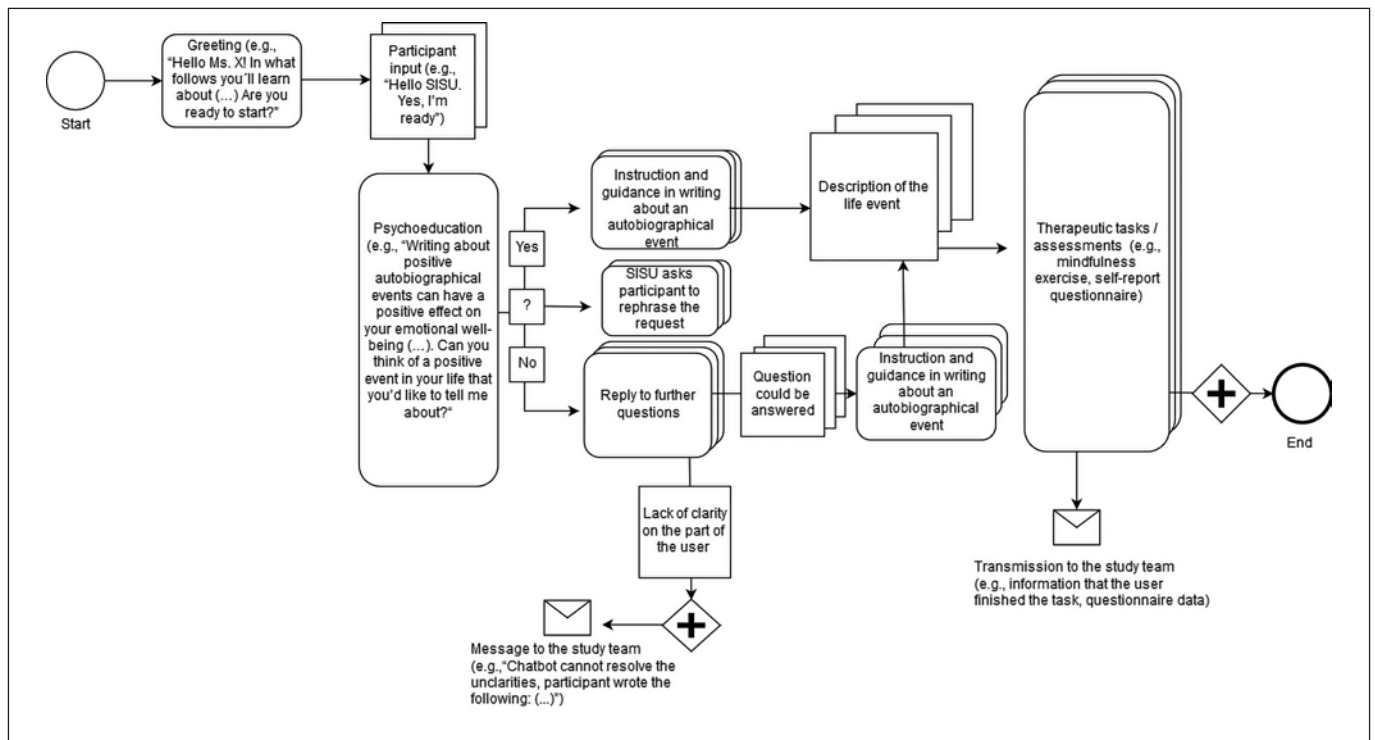 Start
Greeting (e.g.,
“Hello Ms. X! In what
follows you´ll learn
about (…) Are you
ready to start?”
Participant
input (e.g.,
“Hello SISU.
Yes, I’m
ready”)
Psychoeducation
(e.g., “Writing about
positive
autobiographical
events can have a
positive effect on
your emotional well-
being (…). Can you
think of a positive
event in your life that
you’d like to tell me
about?“
Yes
?
No
Instruction and
guidance in writing
about an
autobiographical
event
SISU asks
participant to
rephrase the
request
Reply to further
questions
Question
could be
answered
Instruction and
guidance in writing
about an
autobiographical
event
Description of the
life event
Therapeutic tasks /
assessments (e.g.,
mindfulness
exercise, self-report
questionnaire)
End
Lack of clarity
on the part of
the user
Message to the study team
(e.g.,“Chatbot cannot resolve the
unclarities, participant wrote the
following: (...)”)
Transmission to the study team
(e.g., information that the user
finished the task, questionnaire data)